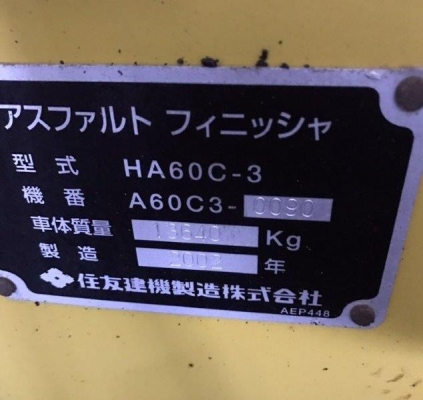 アスファルト フィニッシャ
型式 HA60C-3
機番 A60C3-0090
車体質量 13640 Kg
製造 2002 年
住友建機製造株式会社
AEP448